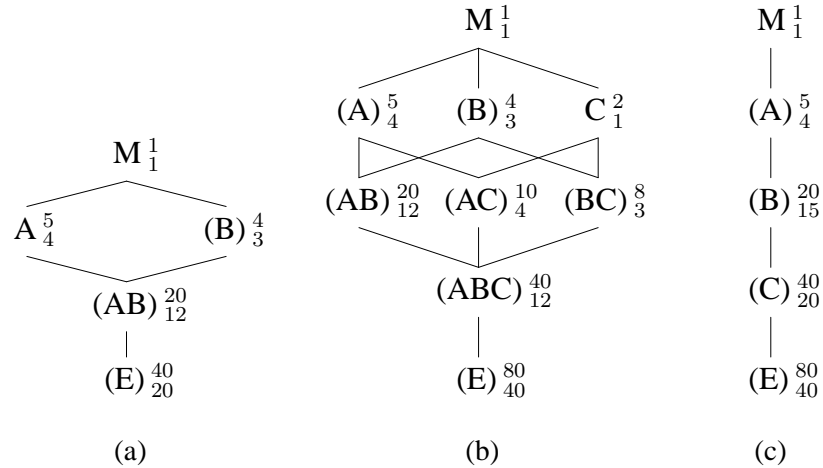 M 1 1
(A) 5 4 (B) 4 3 C 2 1
(AB) 20 12 (AC) 10 4 (BC) 8 3
(ABC) 40 12
(E) 80 40
M 1 1
A 5 4 (B) 4 3
(AB) 20 12
(E) 40 20
M 1 1
(A) 5 4
(B) 20 15
(C) 40 20
(E) 80 40
(a) (b) (c)